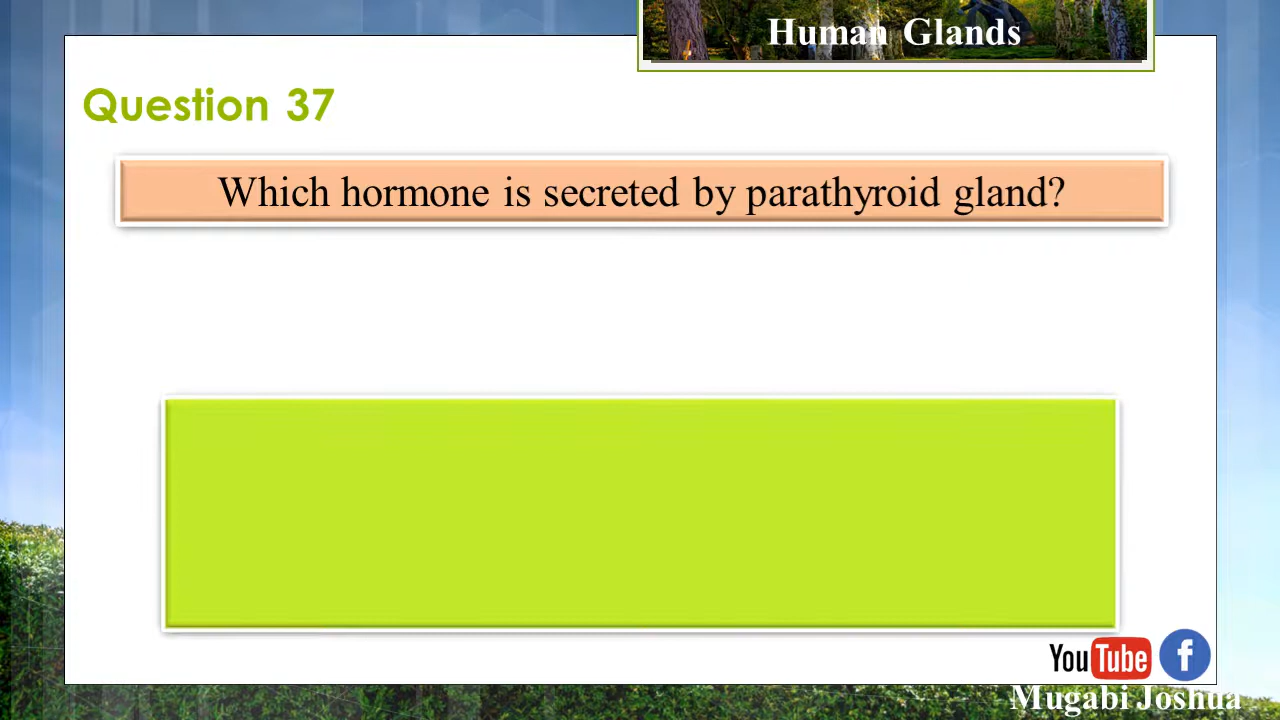 Human Glands
Question 37
Which hormone is secreted by parathyroid gland?
YouTube f
Mugabi Joshua